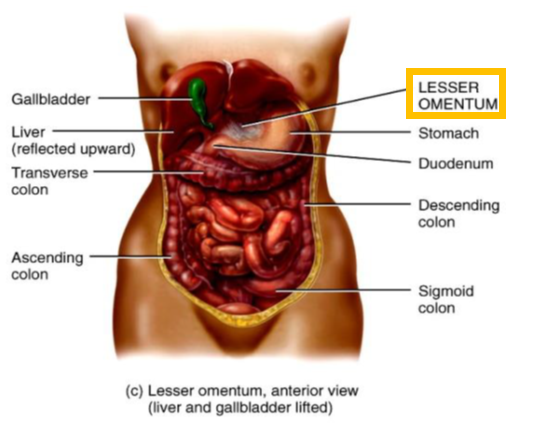 Gallbladder
Liver
(reflected upward)
Transverse
colon
Ascending
colon
LESSER
OMENTUM
Stomach
Duodenum
Descending
colon
Sigmoid
colon
(c) Lesser omentum, anterior view
(liver and gallbladder lifted)